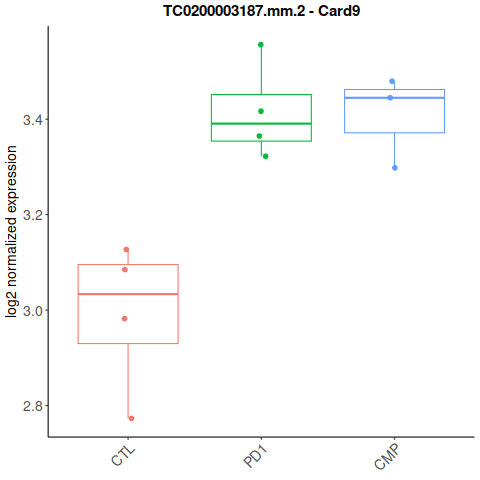 TC0200003187.mm.2 - Card9
log2 normalized expression
3.4
3.2
3.0
2.8
CTL
PD1
CMP